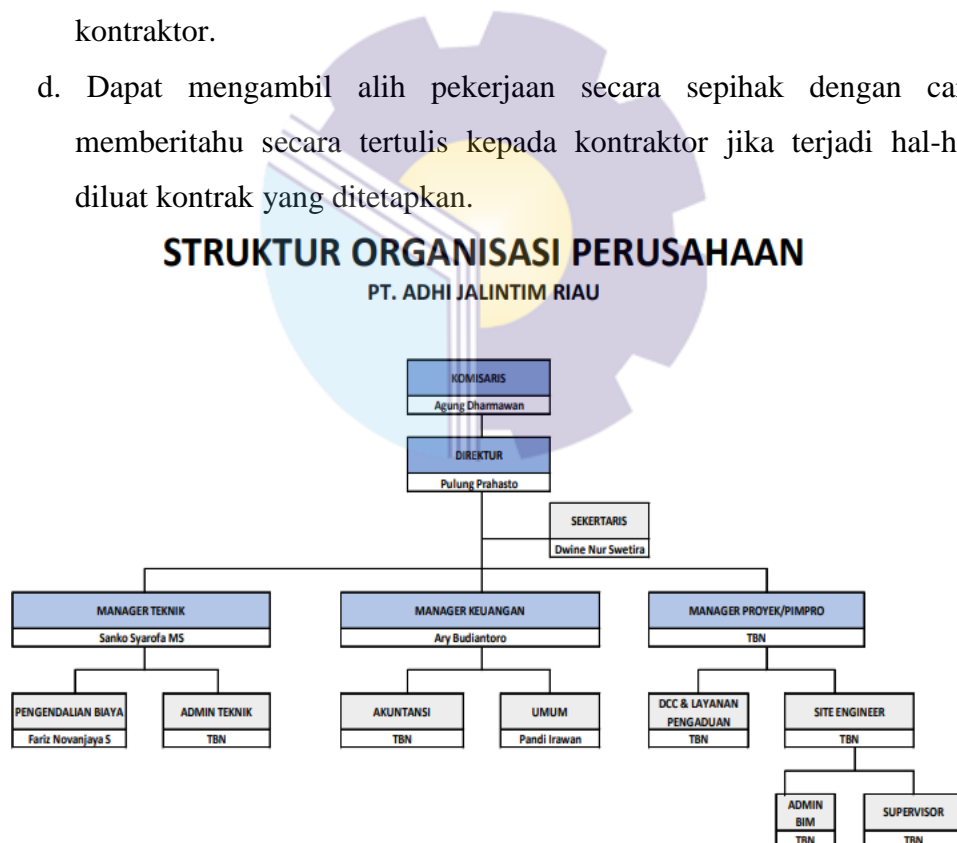 kontraktor.
d. Dapat mengambil alih pekerjaan secara sepihak dengan
memberitahu secara tertulis kepada kontraktor jika terjadi
diluat kontrak yang ditetapkan.
STRUKTUR ORGANISASI PERUSAHAAN
PT. ADHI JALINTIM RIAU
KOMISARIS
Agung Dharmawan
DIREKTUR
Pulung Prahasto
SEKERTARIS
Dwine Nur Swetira
MANAGER TEKNIK
Sanko Syarofa MS
MANAGER KEUANGAN
Ary Budiantoro
MANAGER PROYEK/PIMPRO
TBN
PENGENDALIAN BIAYA
Fariz Novanjaya S
ADMIN TEKNIK
TBN
AKUNTANSI
TBN
UMUM
Pandi Irawan
DCC & LAYANAN
PENGADUAN
TBN
SITE ENGINEER
TBN
ADMIN
BIM
TBN
SUPERVISOR
TBN